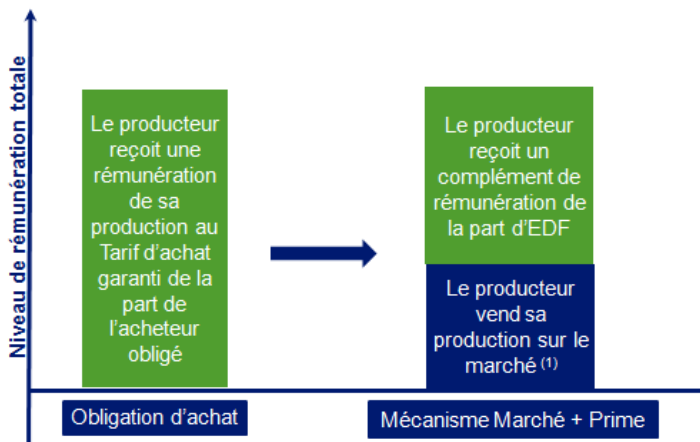 Niveau de rémunération totale
Le producteur
reçoit une
rémunération
de sa
production au
Tarif d'achat
garanti de la
part de
l'acheteur
obligé
Le producteur
reçoit un
complément de
rémunération de
la part d'EDF
Le producteur
vend sa
production sur le
marché (1)
Obligation d'achat
Mécanisme Marché + Prime